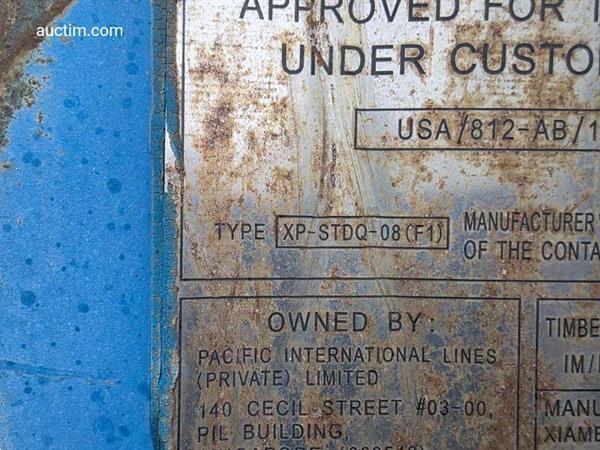 auctim.com
APPROVED FOR
UNDER CUSTO
USA/812-AB/1
TYPE XP-STDQ-08(F1)
MANUFACTURER'
OF THE CONTA
OWNED BY:
PACIFIC INTERNATIONAL LINES
(PRIVATE) LIMITED
140 CECIL STREET #03-00,
PIL BUILDING,
TIMBE
IM/
MANU
XIAME